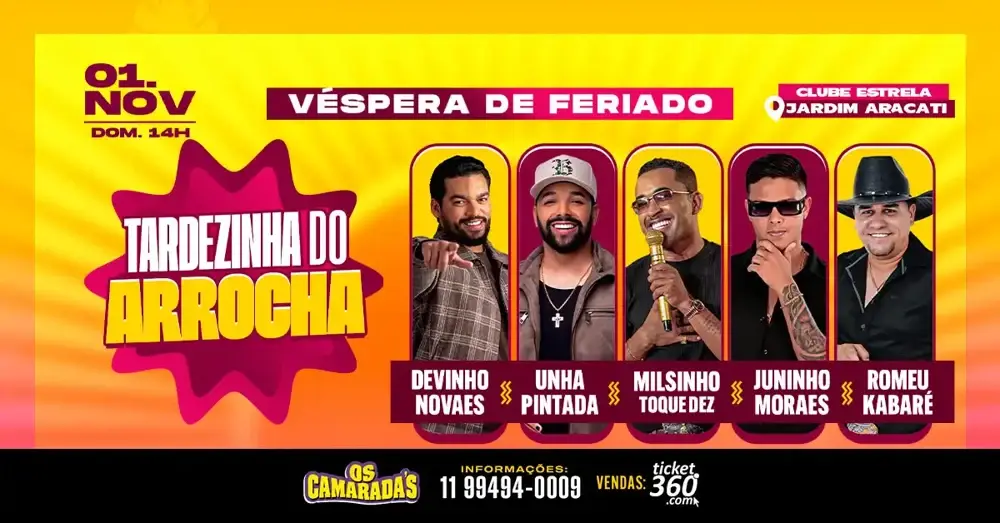 01.
NOV
DOM. 14H
VÉSPERA DE FERIADO
CLUBE ESTRELA
JARDIM ARACATI
TARDEZINHA DO
ARROCHA
DEVINHO
NOVAES
UNHA
PINTADA
MILSINHO
TOQUE DEZ
JUNINHO
MORAES
ROMEU
KABARÉ
OS
CAMARADA'S
INFORMAÇÕES:
11 99494-0009
VENDAS:
ticket
360
.com